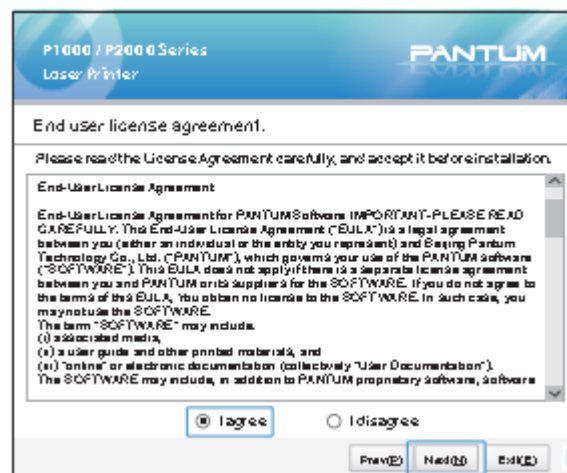 P1000 / P2000 Series
Laser Printer
PANTUM
End user license agreement.
Please read the License Agreement carefully, and accept it before installation.
End-User License Agreement
End-User License Agreement for PANTUM Software IMPORTANT-PLEASE READ
CAREFULLY. This End-User License Agreement ("EULA") is a legal agreement
between you (either an individual or the entity you represent) and Beijing Pantum
Technology Co., Ltd. ("PANTUM"), which governs your use of the PANTUM software
("SOFTWARE"). This EULA does not apply if there is a separate license agreement
between you and PANTUM or its suppliers for the SOFTWARE. If you do not agree to
the terms of this EULA, You obtain no license to the SOFTWARE. In such case, you
may not use the SOFTWARE.
The term "SOFTWARE" may include.
(i) associated media,
(ii) a user guide and other printed materials, and
(iii) "online" or electronic documentation (collectively "User Documentation").
The SOFTWARE may include, in addition to PANTUM proprietary software, software
I agree
I disagree
Prev(P)
Next(N)
Exit(E)